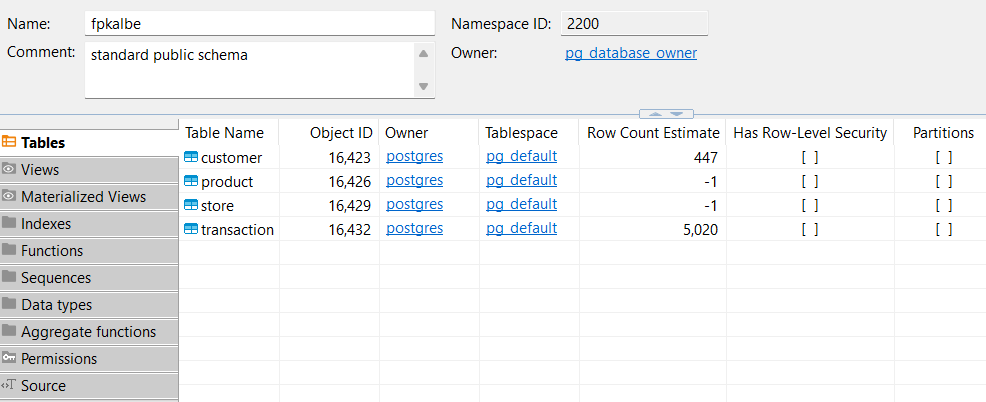 Name: fpkalbe Namespace ID: 2200
Comment: standard public schema Owner: pg_database_owner
Tables
Views
Materialized Views
Indexes
Functions
Sequences
Data types
Aggregate functions
Permissions
Source
Table Name Object ID Owner Tablespace Row Count Estimate Has Row-Level Security Partitions
customer 16,423 postgres pg_default 447 [ ] [ ]
product 16,426 postgres pg_default -1 [ ] [ ]
store 16,429 postgres pg_default -1 [ ] [ ]
transaction 16,432 postgres pg_default 5,020 [ ] [ ]